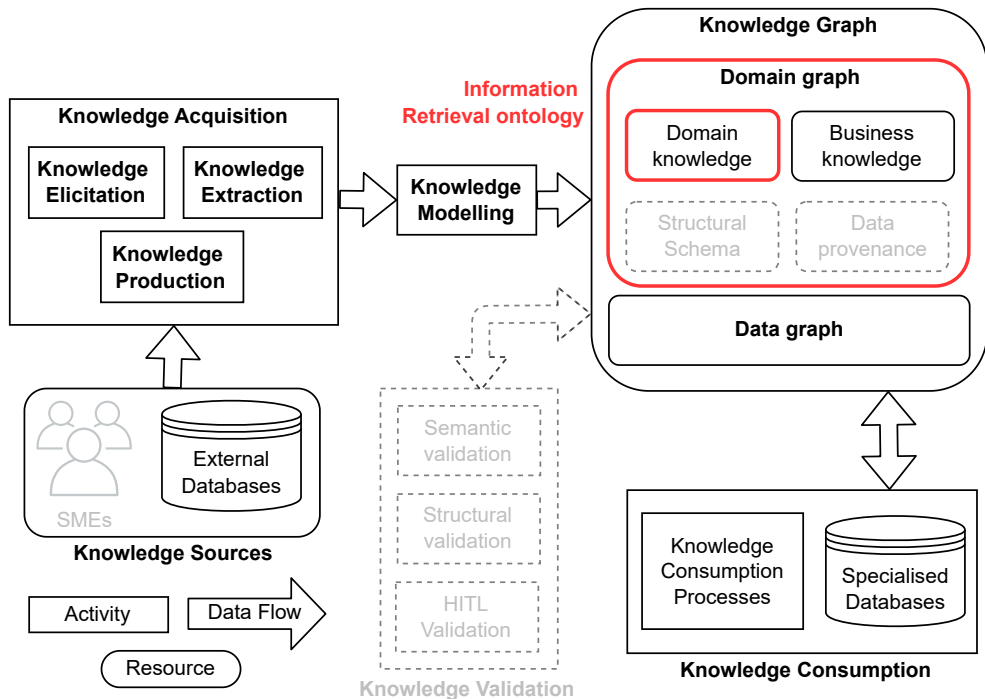 Knowledge Graph
Domain graph
Information
Retrieval ontology
Domain
knowledge
Business
knowledge
Structural
Schema
Data
provenance
Data graph
Knowledge Acquisition
Knowledge
Elicitation
Knowledge
Extraction
Knowledge
Production
Knowledge
Modelling
SMEs
External
Databases
Knowledge Sources
Semantic
validation
Structural
validation
HITL
Validation
Knowledge Validation
Knowledge
Consumption
Processes
Specialised
Databases
Knowledge Consumption
Activity
Data Flow
Resource